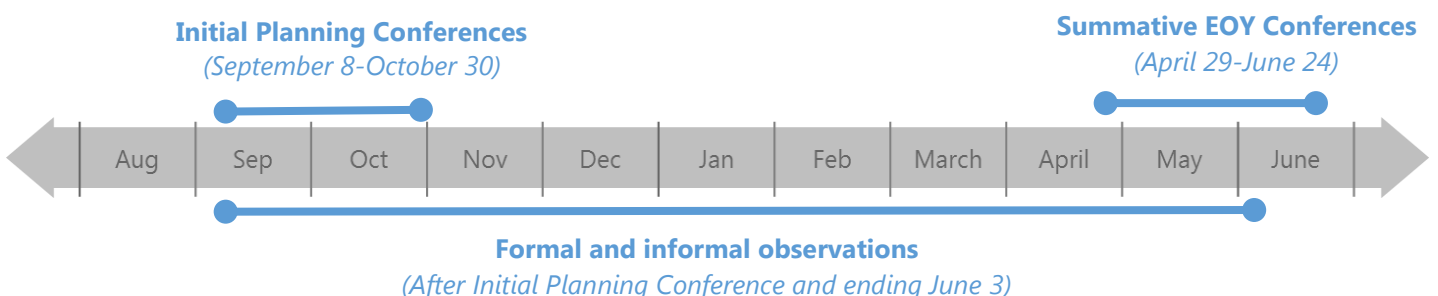 Initial Planning Conferences
(September 8-October 30)
Summative EOY Conferences
(April 29-June 24)
Aug Sep Oct Nov Dec Jan Feb March April May June
Formal and informal observations
(After Initial Planning Conference and ending June 3)